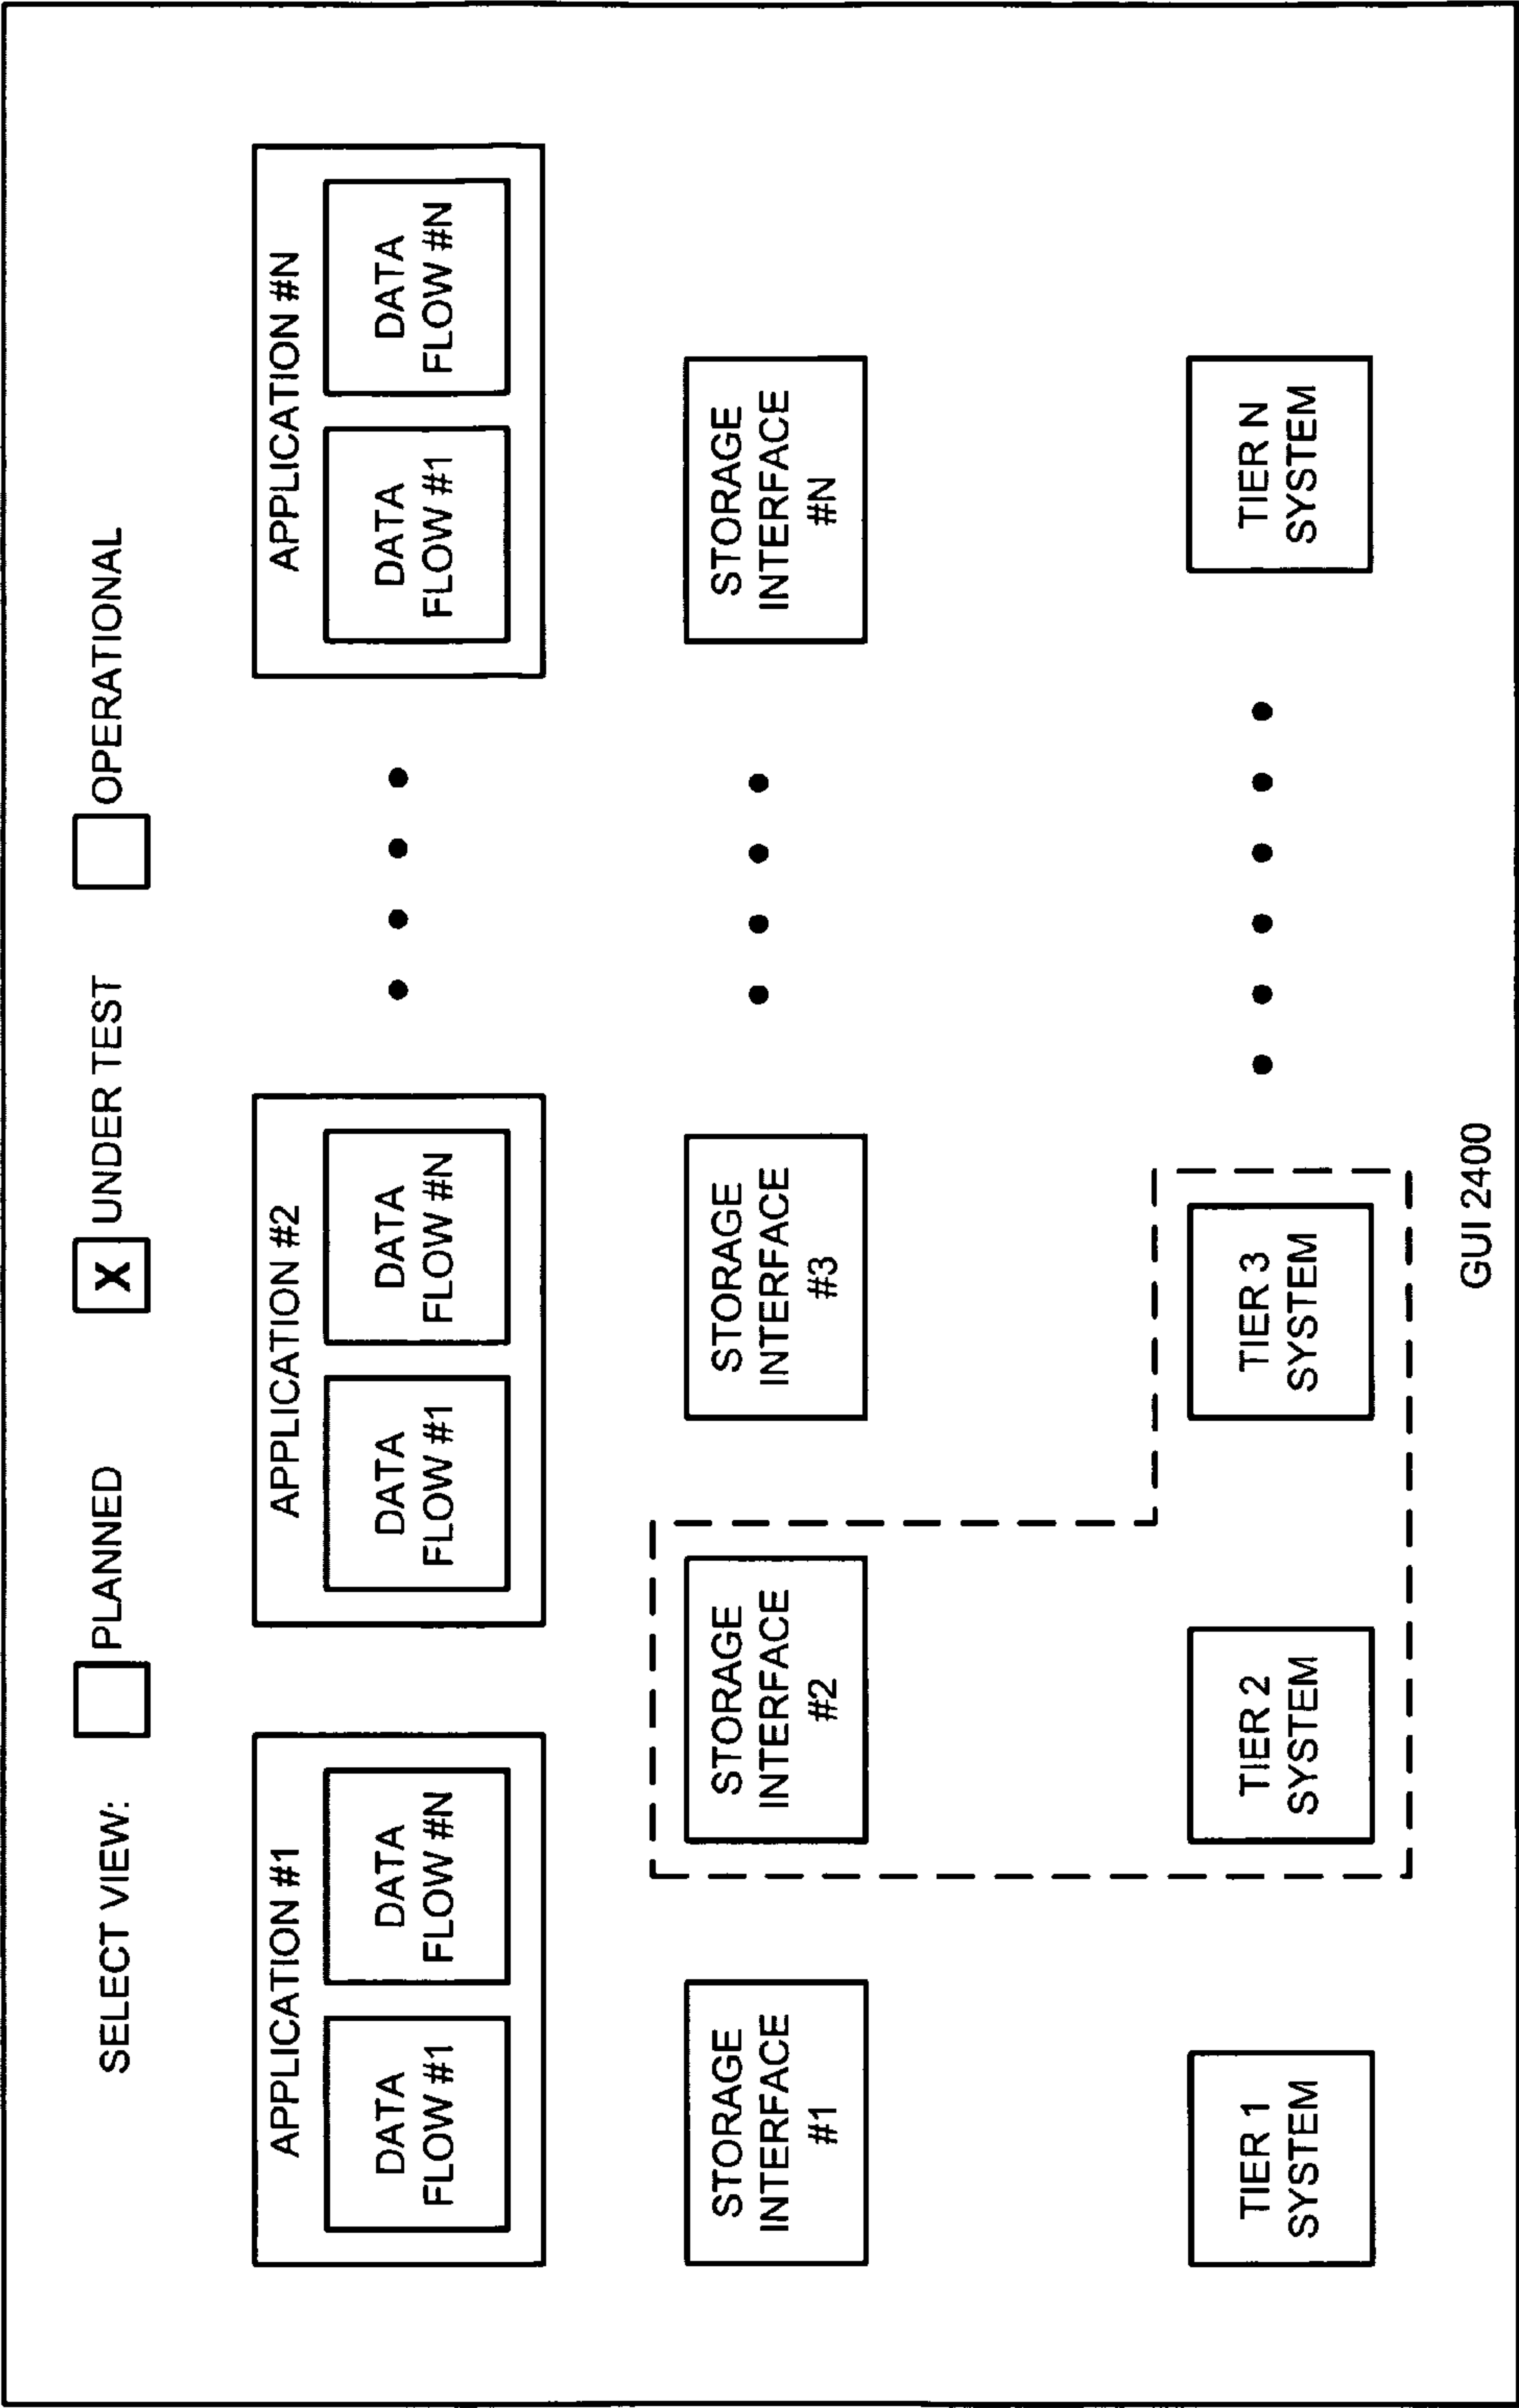 SELECT VIEW: PLANNED X UNDER TEST OPERATIONAL
APPLICATION #1
DATA
FLOW #1
DATA
FLOW #N
APPLICATION #2
DATA
FLOW #1
DATA
FLOW #N
APPLICATION #N
DATA
FLOW #1
DATA
FLOW #N
STORAGE
INTERFACE
#1
STORAGE
INTERFACE
#2
STORAGE
INTERFACE
#3
STORAGE
INTERFACE
#N
TIER 1
SYSTEM
TIER 2
SYSTEM
TIER 3
SYSTEM
TIER N
SYSTEM
GUI 2400